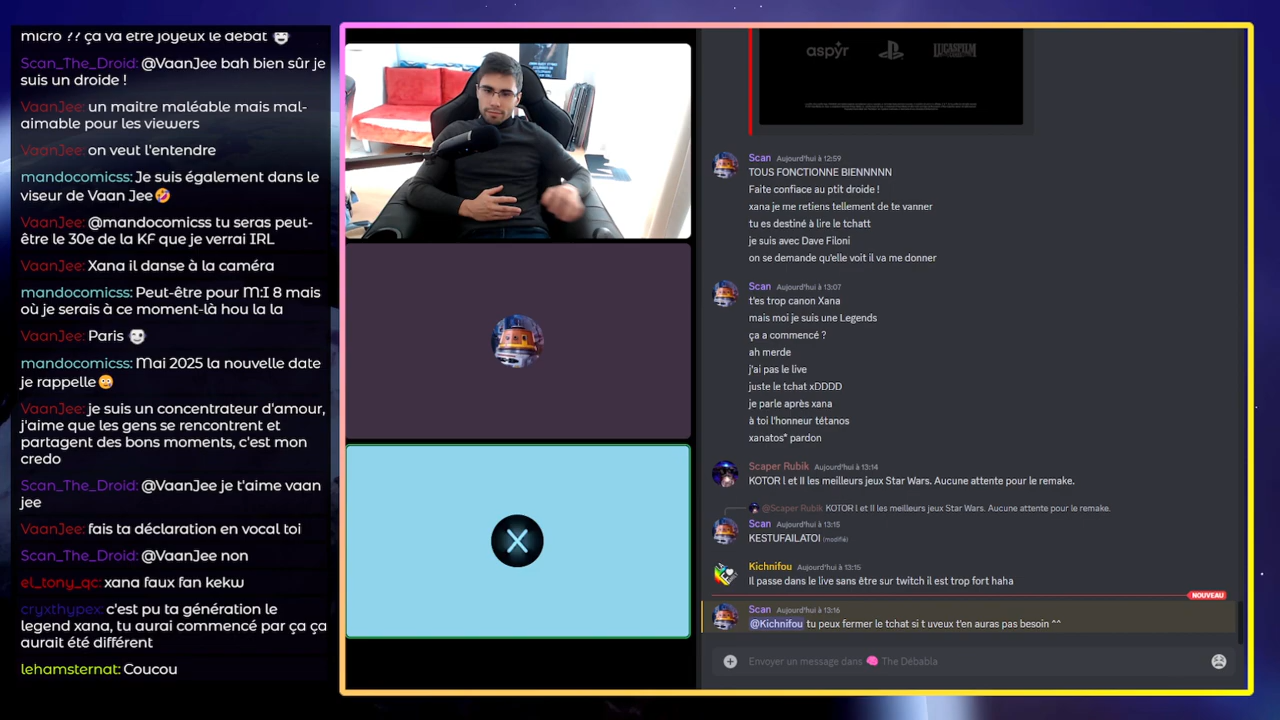 micro ?? ça va etre joyeux le debat
Scan_The_Droid: @VaanJee bah bien sûr je
suis un droide !
VaanJee: un maitre maléable mais mal-
aimable pour les vieuves
VaanJee: on veut l'entendre
mandocomicss: Je suis également dans le
viseur de Van Jee
VaanJee: @mandocomicss tu seras peut-
être le 30e de la KF que je verrai IRL
VaanJee: Xana il danse à la caméra
mandocomicss: Peut-être pour M:I 8 mais
où je serais à ce moment-là hou la la
VaanJee: Paris
mandocomicss: Mai 2025 la nouvelle date
je rappelle
VaanJee: je suis un concentrateur d'amour,
j'aime que les gens se rencontrent et
partagent des bons moments, c'est mon
credo
Scan_The_Droid: @VaanJee je t'aime vaan
jee
VaanJee: fais ta déclaration en vocal toi
Scan_The_Droid: @VaanJee non
el_tony_qc: xana faux fan kekw
cryxthypex: c'est pu ta génération le
legend xana tu aurai commencé par ca ça
aurait été différent
lehamsternat: Coucou
aspyr
LUCASFILM
GAMES
Scan Aujourd'hui à 12:59
TOUS FONCTIONNE BIENNNNN
Faite confiace au ptit droide !
xana je me retiens tellement de te vanner
tu es destiné à lire le tchatt
je suis avec Dave Filoni
on se demande qu'elle voit il va me donner
Scan Aujourd'hui à 13:07
t'es trop canon Xana
mais moi je suis une Legends
ça a commencé ?
ah merde
j'ai pas le live
juste le tchat xDDDD
je parle après xana
à toi l'honneur tétanos
xanatos* pardon
Scaper Rubik Aujourd'hui à 13:14
KOTOR l et II les meilleurs jeux Star Wars. Aucune attente pour le remake.
@Scaper Rubik KOTOR l et II les meilleurs jeux Star Wars. Aucune attente pour le remake.
Scan Aujourd'hui à 13:15
KESTUFAILATOI (modifié)
Kichnifou Aujourd'hui à 13:15
Il passe dans le live sans être sur twitch il est trop fort haha
NOUVEAU
Scan Aujourd'hui à 13:16
@Kichnifou tu peux fermer le tchat si t uveux t'en auras pas besoin ^^
Envoyer un message dans 🧠 The Débabla